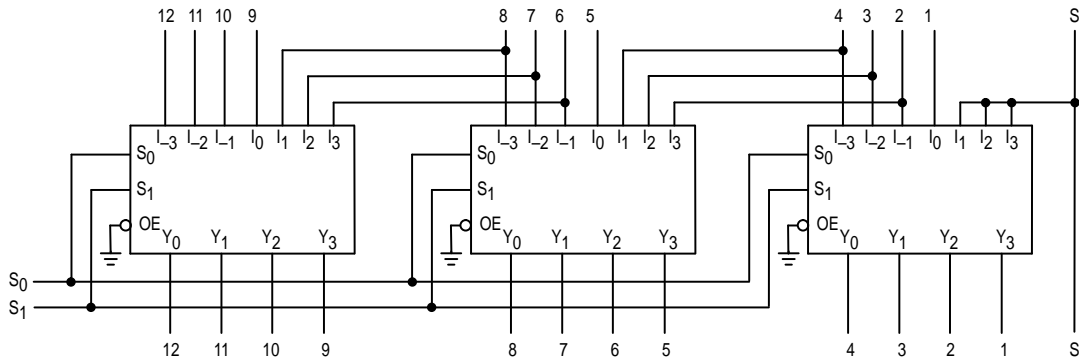 12 11 10 9 8 7 6 5 4 3 2 1 S
I–3 I–2 I–1 I0 I1 I2 I3 I–3 I–2 I–1 I0 I1 I2 I3 I–3 I–2 I–1 I0 I1 I2 I3
S0 S0 S0
S1 S1 S1
OE OE OE
Y0 Y1 Y2 Y3 Y0 Y1 Y2 Y3 Y0 Y1 Y2 Y3
S0
S1
12 11 10 9 8 7 6 5 4 3 2 1 S